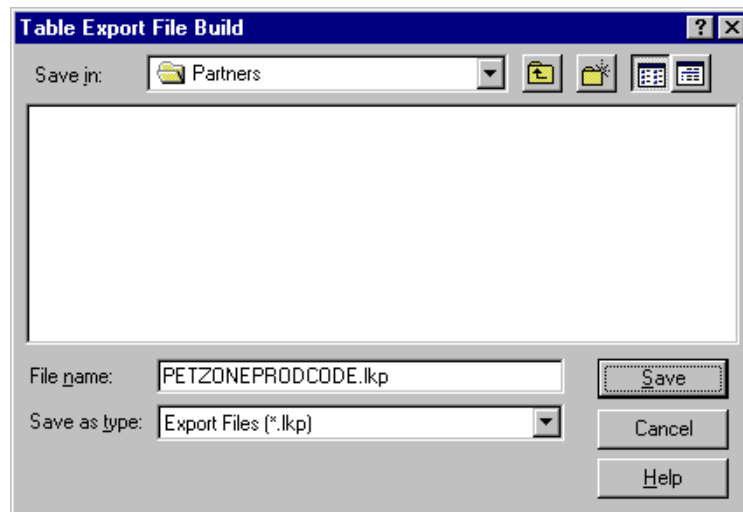 Table Export File Build
Save in: Partners
File name: PETZONEPRODCODE.lkp Save
Save as type: Export Files (*.lkp) Cancel
Help